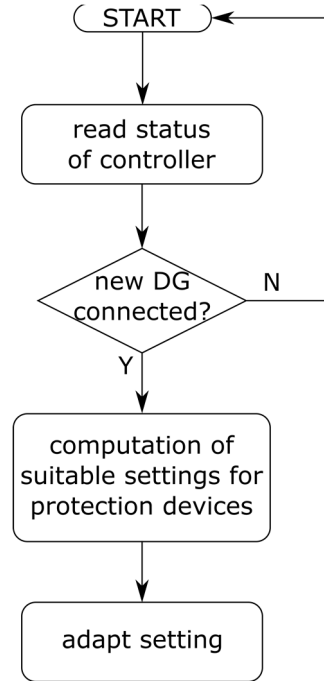 START
read status
of controller
new DG
connected?
N
Y
computation of
suitable settings for
protection devices
adapt setting